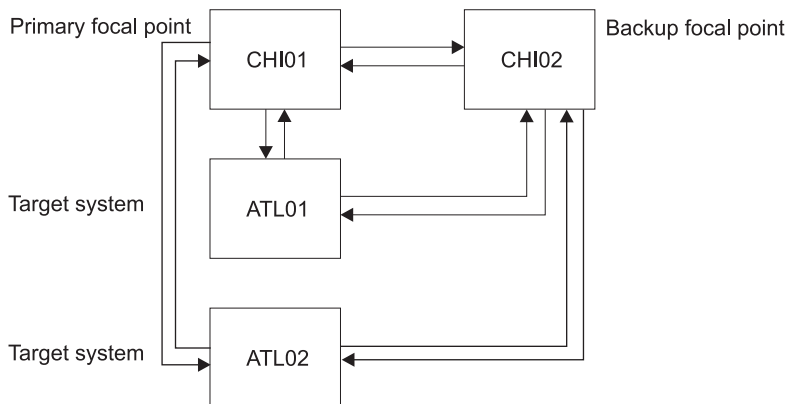 Primary focal point
CHI01
CHI02
Backup focal point
Target system
ATL01
Target system
ATL02